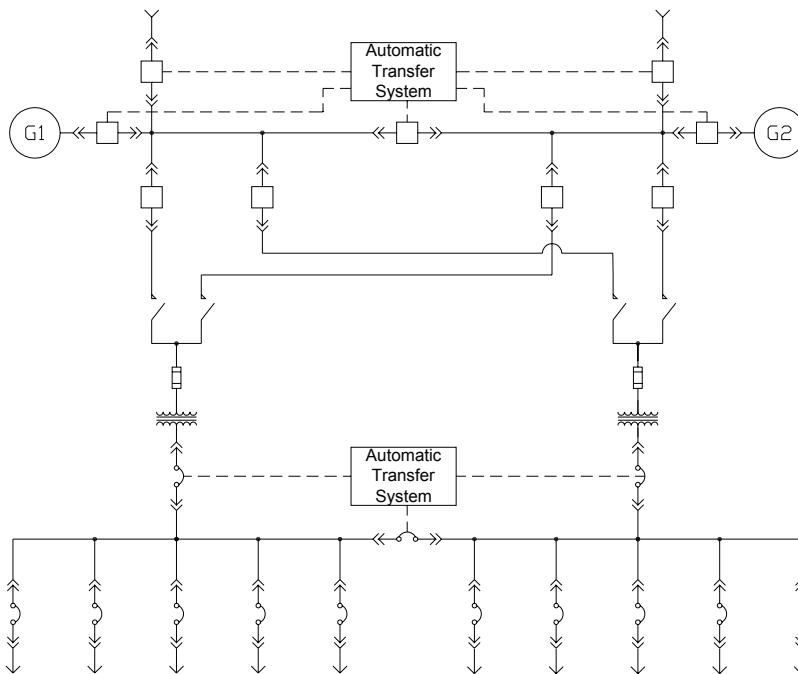 Automatic
Transfer
System
G1
G2
Automatic
Transfer
System